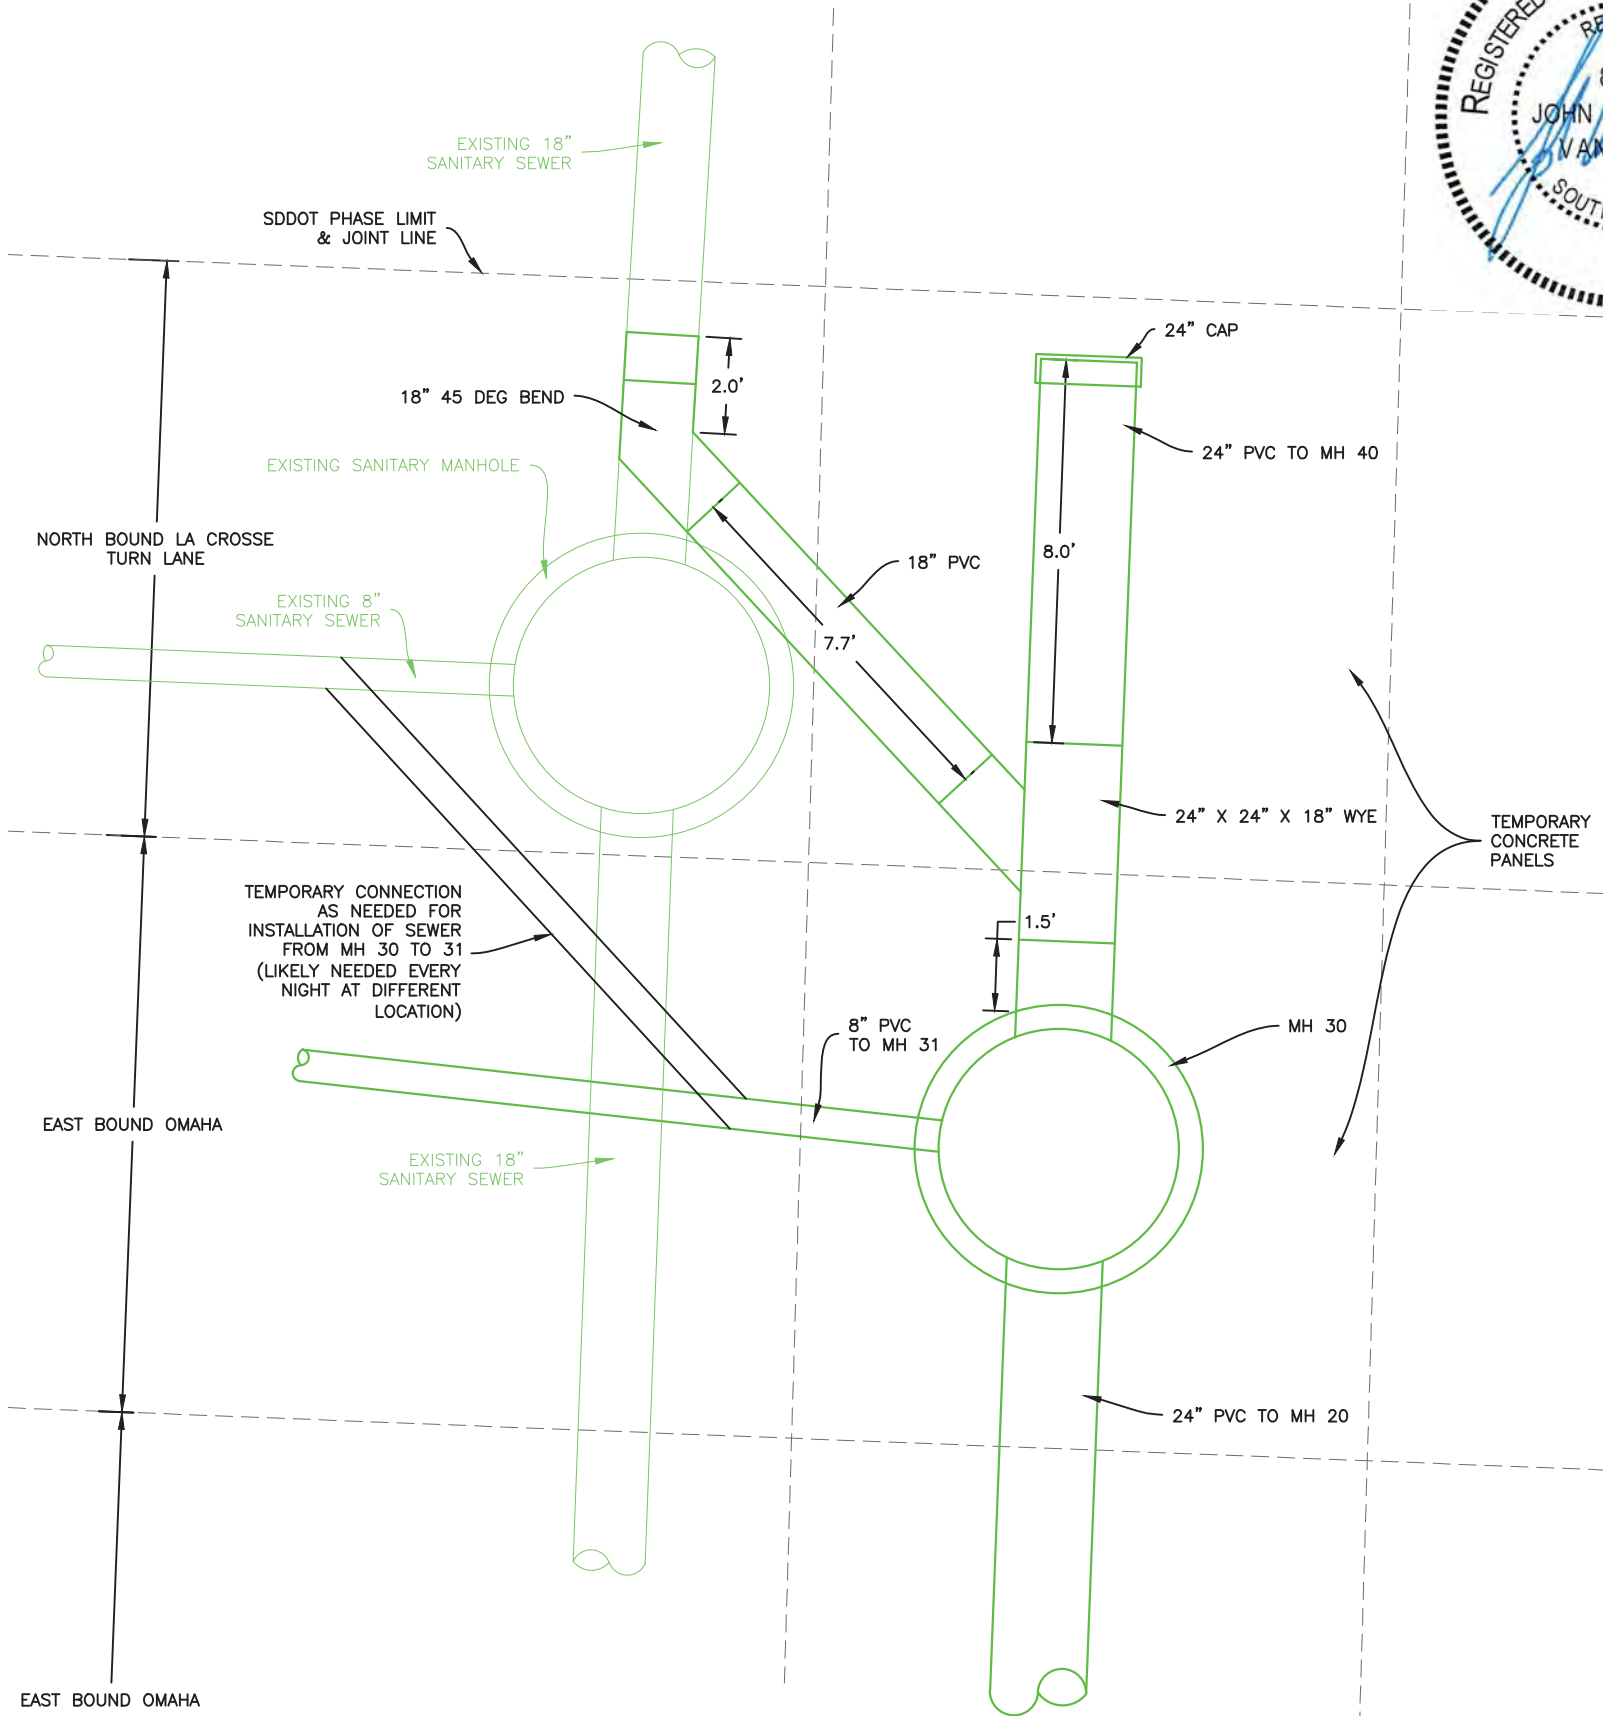 REGISTERED
JOHN
VAN
EXISTING 18”
SANITARY SEWER
SDDOT PHASE LIMIT
& JOINT LINE
24” CAP
2.0’
18” 45 DEG BEND
24” PVC TO MH 40
EXISTING SANITARY MANHOLE
NORTH BOUND LA CROSSE
TURN LANE
8.0’
18” PVC
EXISTING 8”
SANITARY SEWER
7.7’
24” X 24” X 18” WYE
TEMPORARY
CONCRETE
PANELS
TEMPORARY CONNECTION
AS NEEDED FOR
INSTALLATION OF SEWER
FROM MH 30 TO 31
(LIKELY NEEDED EVERY
NIGHT AT DIFFERENT
LOCATION)
1.5’
8” PVC
TO MH 31
MH 30
EAST BOUND OMAHA
EXISTING 18”
SANITARY SEWER
24” PVC TO MH 20
EAST BOUND OMAHA